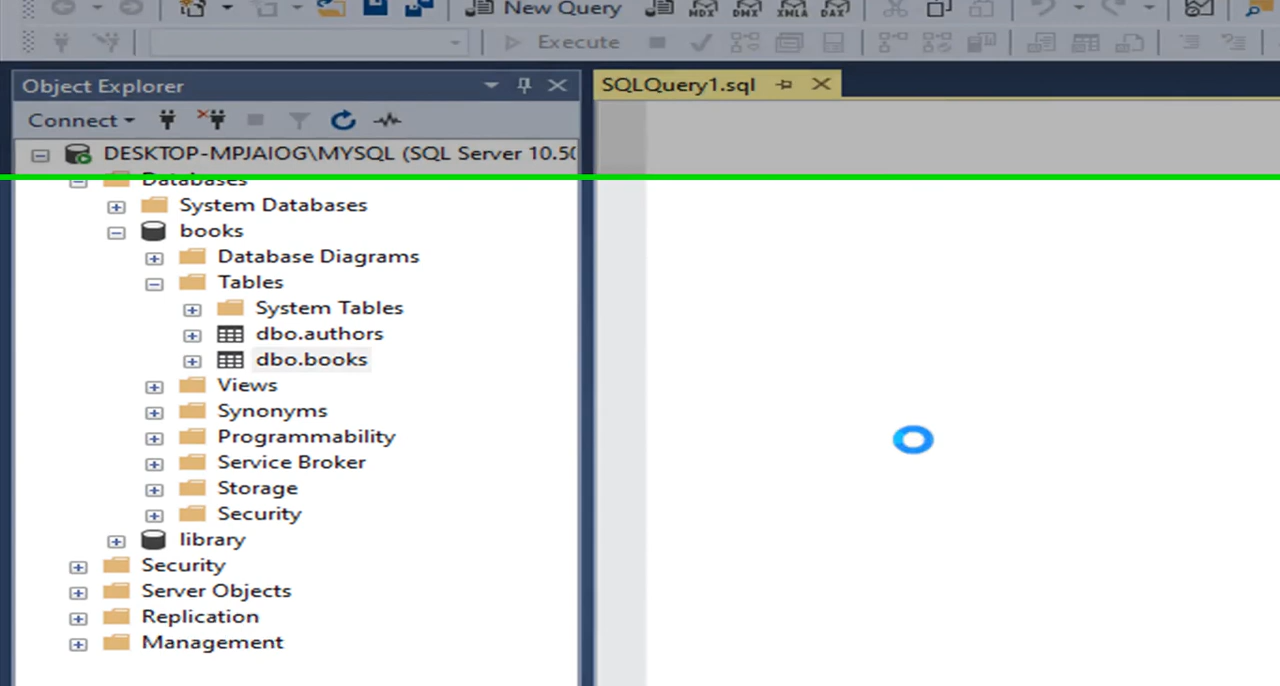 New Query MDX DMX XMLA DAX
Execute
Object Explorer
SQLQuery1.sql
Connect
DESKTOP-MPJAIOG\MYSQL (SQL Server 10.50
Databases
System Databases
books
Database Diagrams
Tables
System Tables
dbo.authors
dbo.books
Views
Synonyms
Programmability
Service Broker
Storage
Security
library
Security
Server Objects
Replication
Management